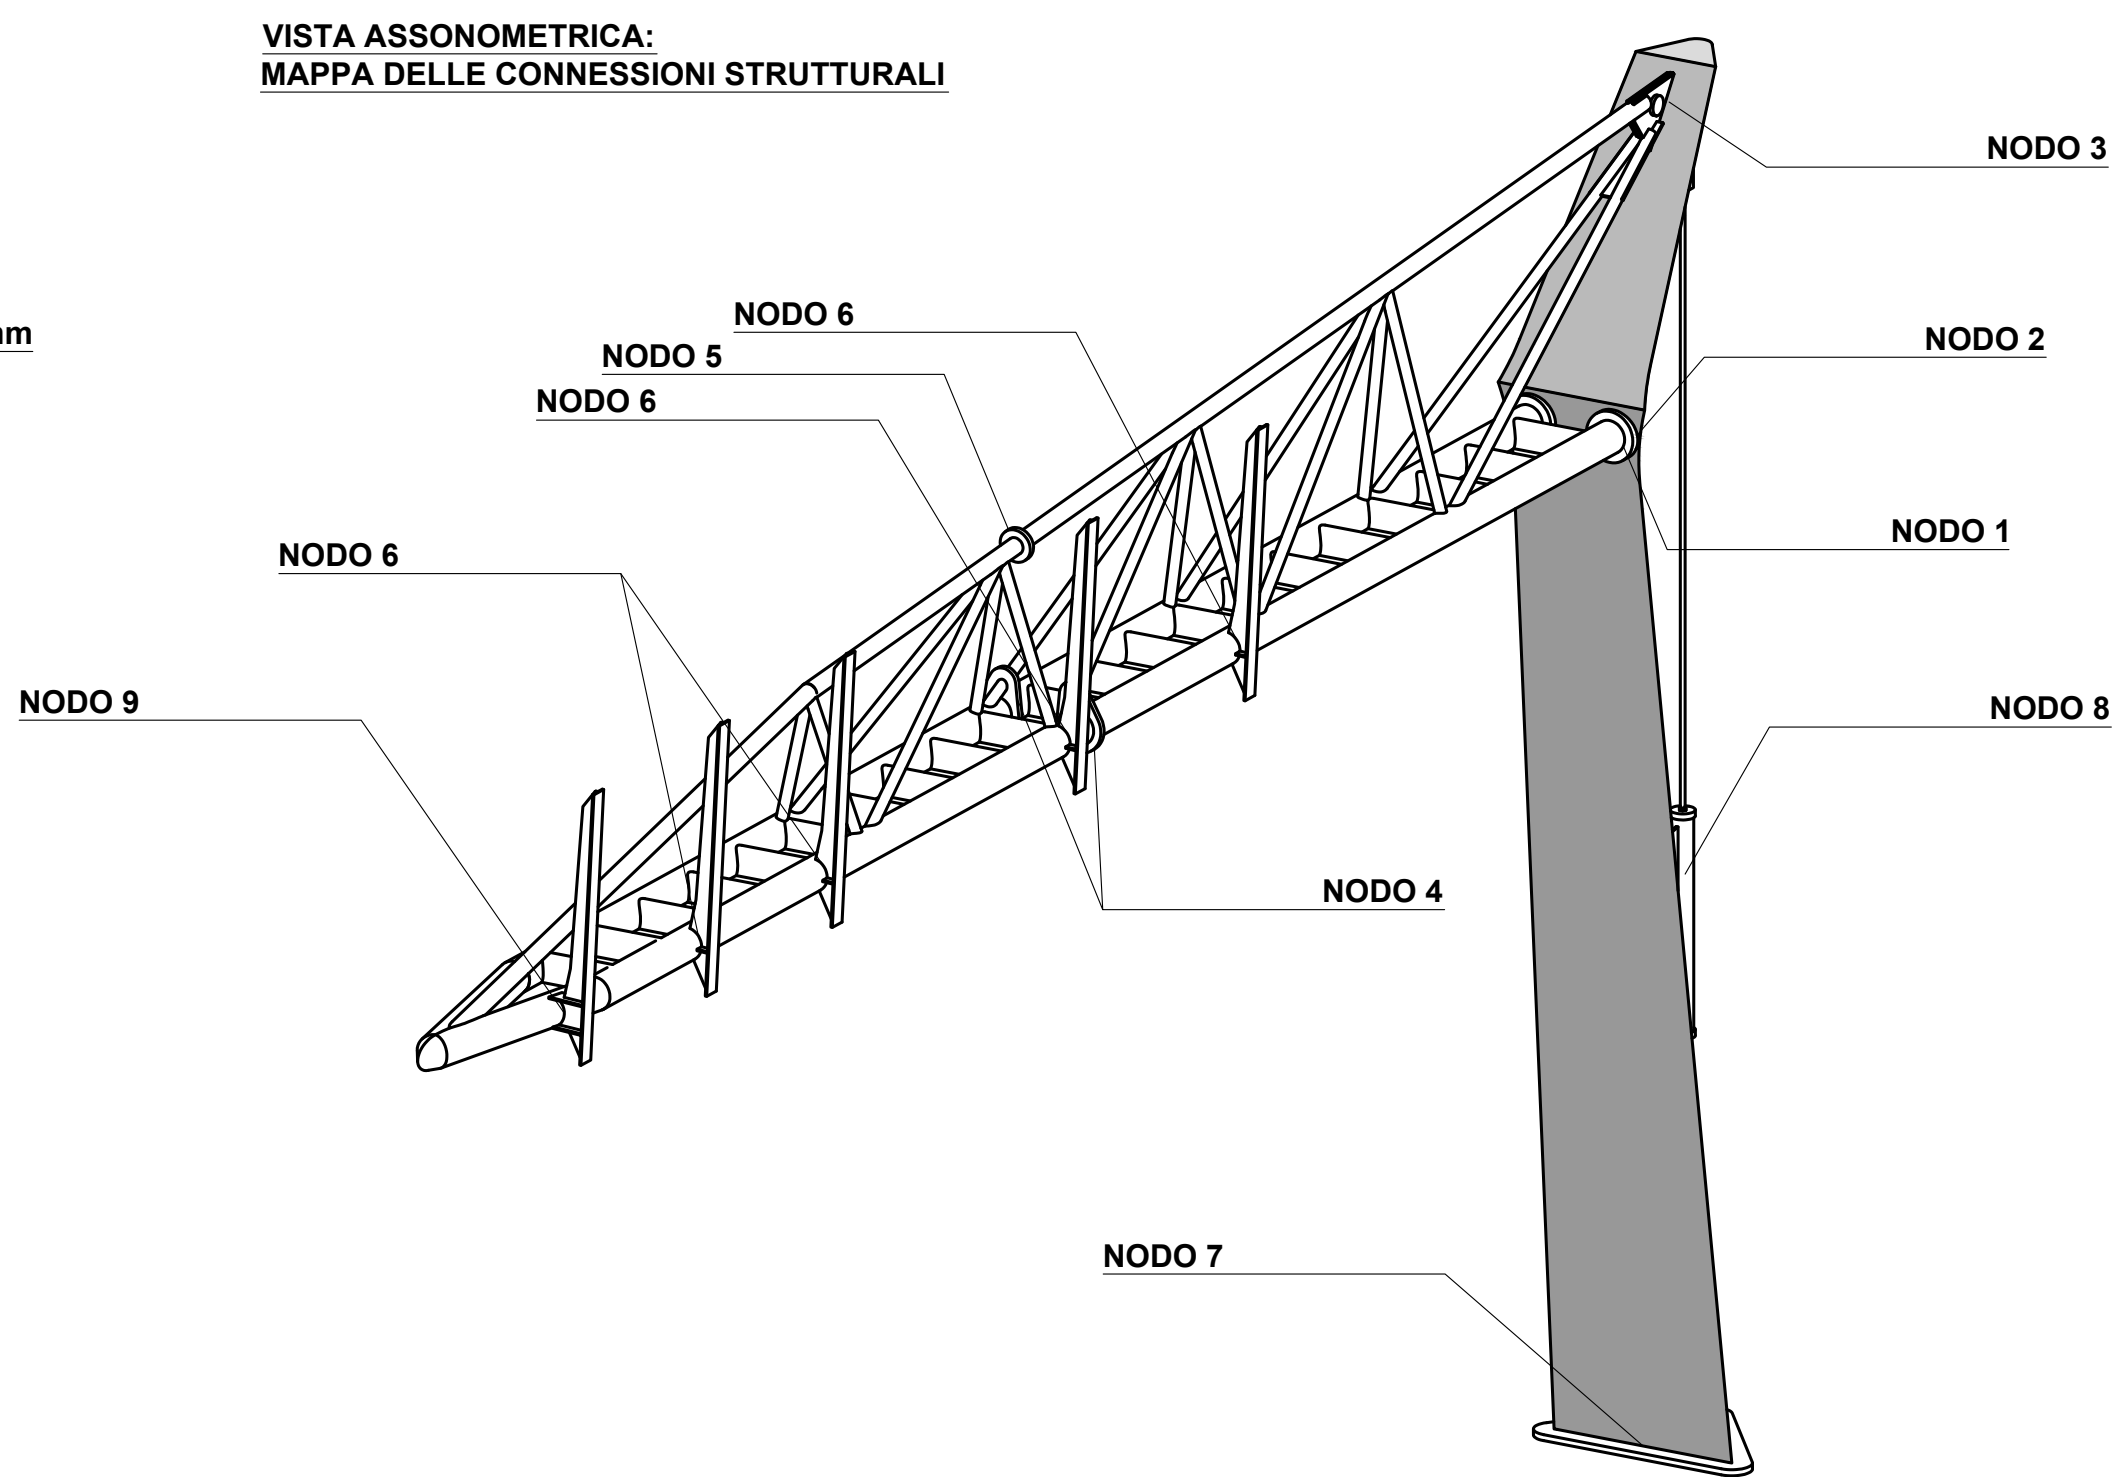 VISTA ASSONOMETRICA:
MAPPA DELLE CONNESSIONI STRUTTURALI
NODO 3
NODO 6
mm
NODO 2
NODO 5
NODO 6
NODO 1
NODO 6
NODO 9
NODO 8
NODO 4
NODO 7